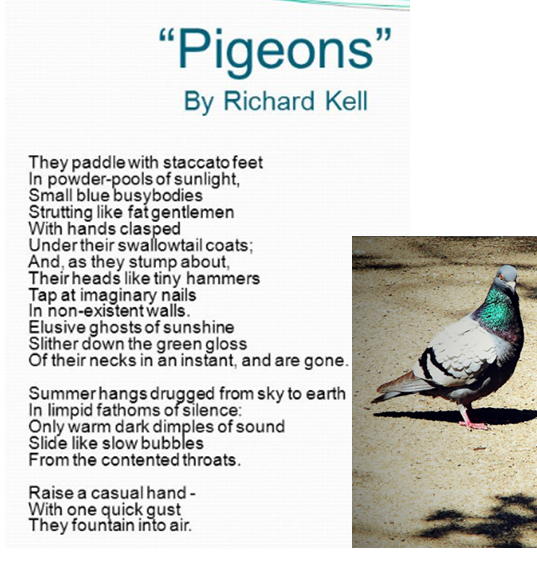 “Pigeons”
By Richard Kell
They paddle with staccato feet
In powder-pools of sunlight,
Small blue busybodies
Strutting like fat gentlemen
With hands clasped
Under their swallowtail coats;
And, as they stump about,
Their heads like tiny hammers
Tap at imaginary nails
In non-existent walls.
Elusive ghosts of sunshine
Slither down the green gloss
Of their necks in an instant, and are gone.
Summer hangs drugged from sky to earth
In limpid fathoms of silence:
Only warm dark dimples of sound
Slide like slow bubbles
From the contented throats.
Raise a casual hand -
With one quick gust
They fountain into air.